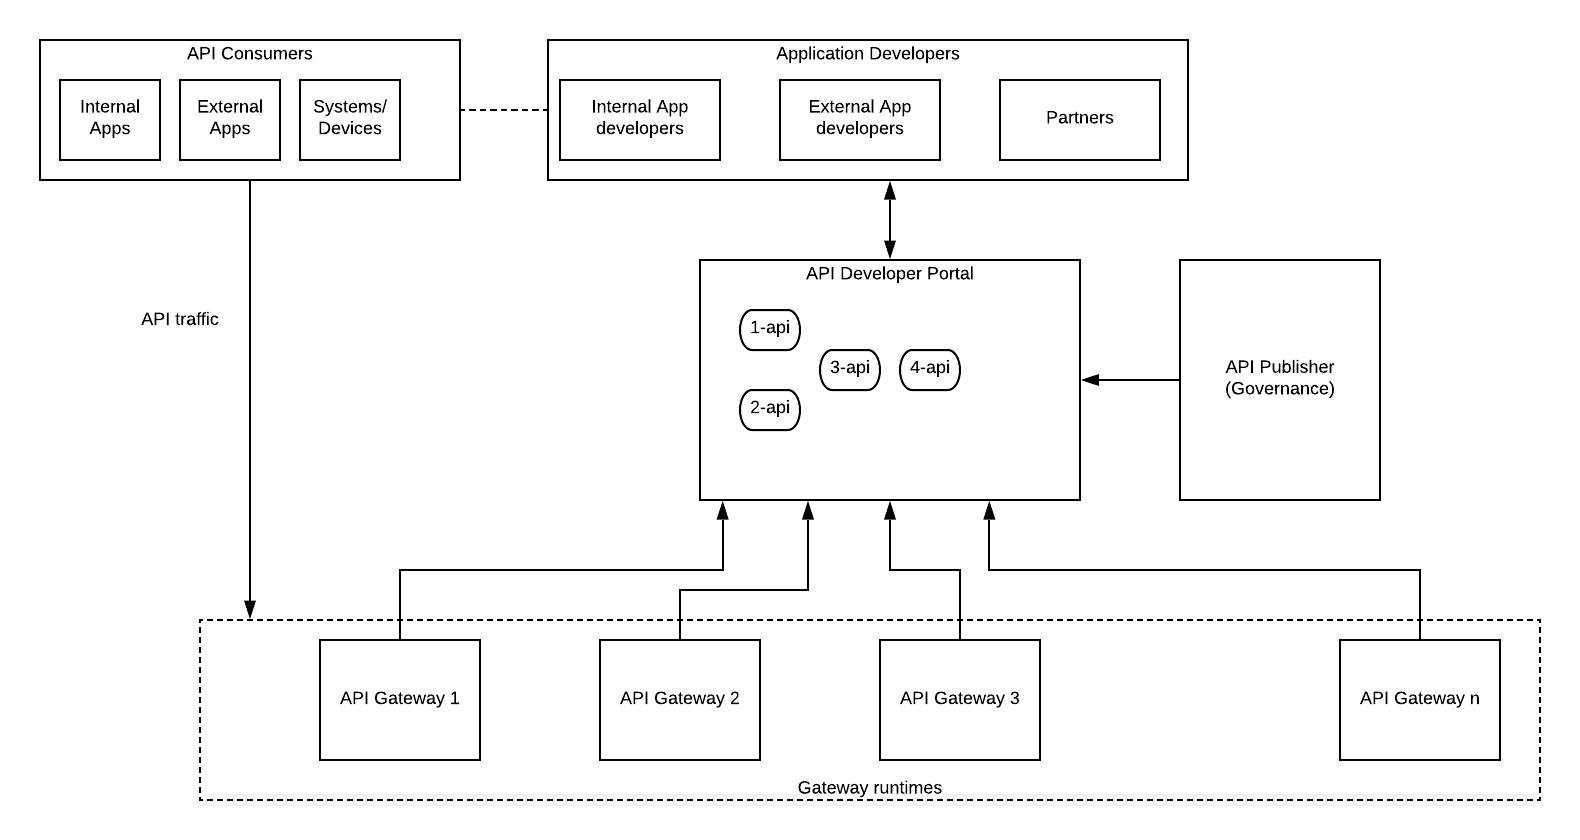 API Consumers
Internal
Apps
External
Apps
Systems/
Devices
Application Developers
Internal App
developers
External App
developers
Partners
API traffic
API Developer Portal
1-api
2-api
3-api
4-api
API Publisher
(Governance)
API Gateway 1
API Gateway 2
API Gateway 3
API Gateway n
Gateway runtimes